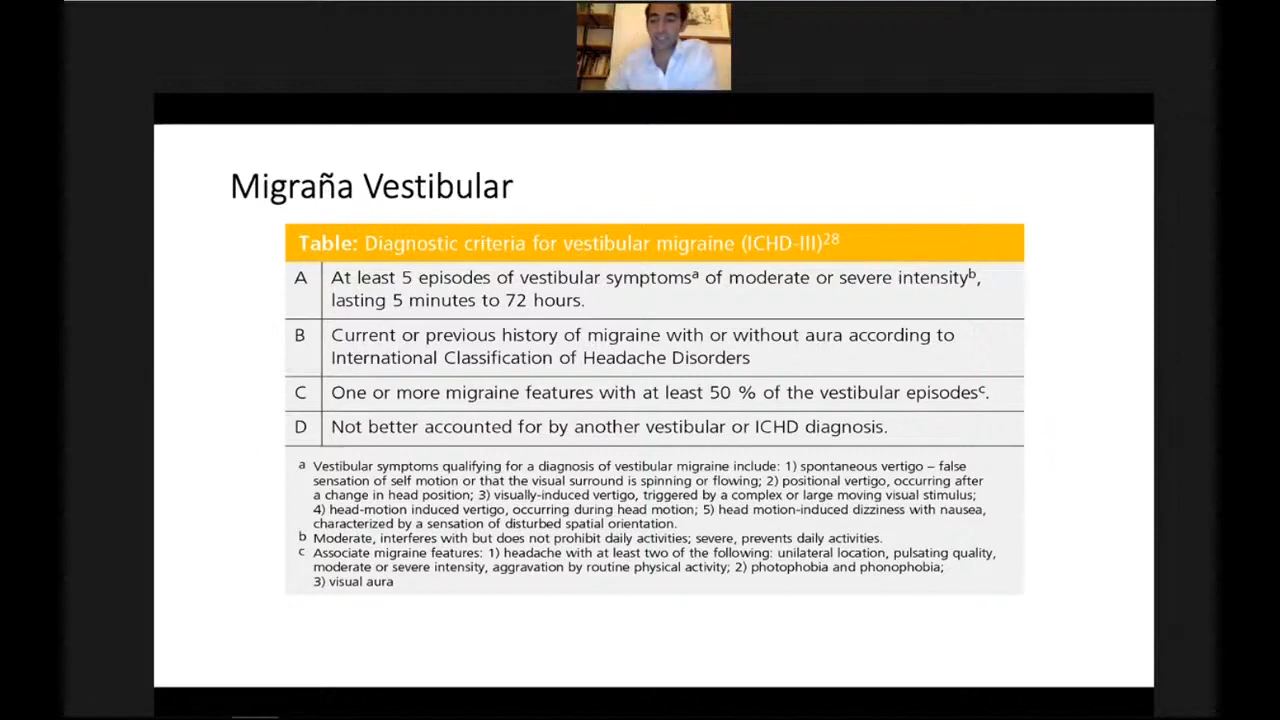 Migraña Vestibular
Table: Diagnostic criteria for vestibular migraine (ICHD-III)28
A At least 5 episodes of vestibular symptomsa of moderate or severe intensityb,
lasting 5 minutes to 72 hours.
B Current or previous history of migraine with or without aura according to
International Classification of Headache Disorders
C One or more migraine features with at least 50 % of the vestibular episodesc.
D Not better accounted for by another vestibular or ICHD diagnosis.
a Vestibular symptoms qualifying for a diagnosis of vestibular migraine include: 1) spontaneous vertigo – false
sensation of self motion or that the visual surround is spinning or flowing; 2) positional vertigo, occurring after
a change in head position; 3) visually-induced vertigo, triggered by a complex or large moving visual stimulus;
4) head-motion induced vertigo, occurring during head motion; 5) head motion-induced dizziness with nausea,
characterized by a sensation of disturbed spatial orientation.
b Moderate, interferes with but does not prohibit daily activities; severe, prevents daily activities.
c Associate migraine features: 1) headache with at least two of the following: unilateral location, pulsating quality,
moderate or severe intensity, aggravation by routine physical activity; 2) photophobia and phonophobia;
3) visual aura